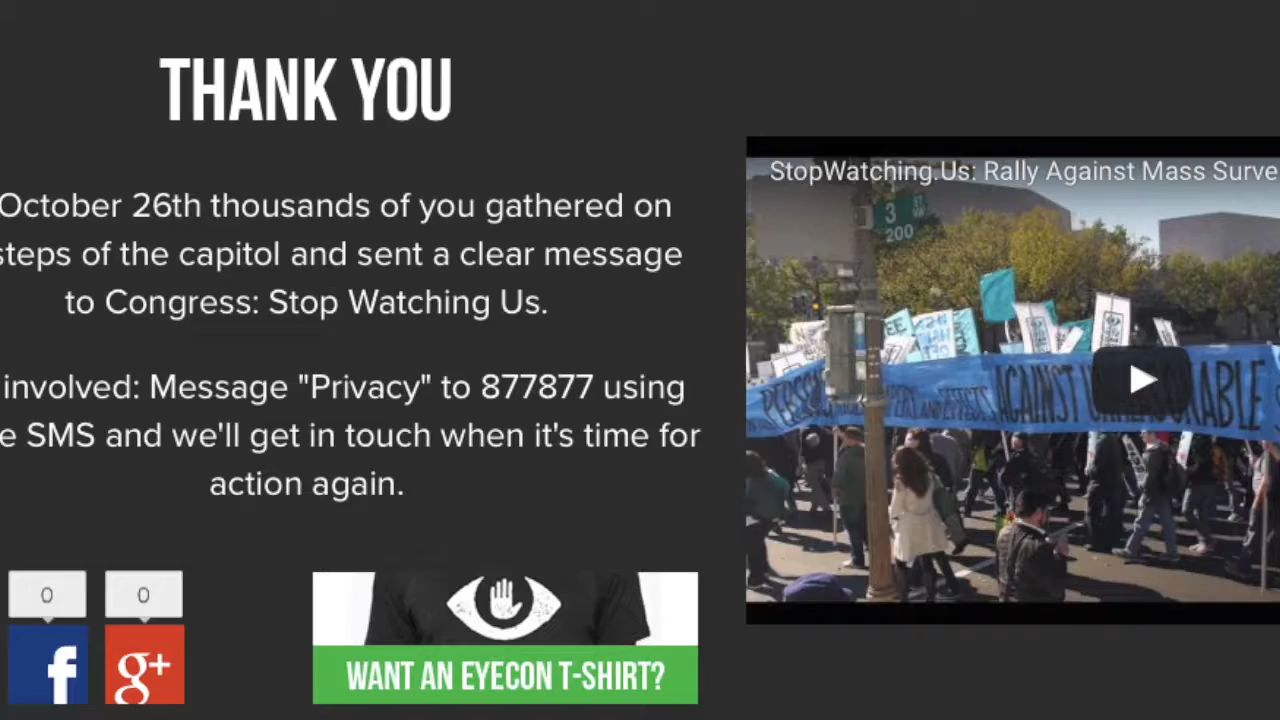 THANK YOU
October 26th thousands of you gathered on
steps of the capitol and sent a clear message
to Congress: Stop Watching Us.
involved: Message "Privacy" to 877877 using
e SMS and we'll get in touch when it's time for
action again.
0 0
f g+
WANT AN EYECON T-SHIRT?
StopWatching.Us: Rally Against Mass Surve
3 ST
200
AGAINST UNREASONABLE